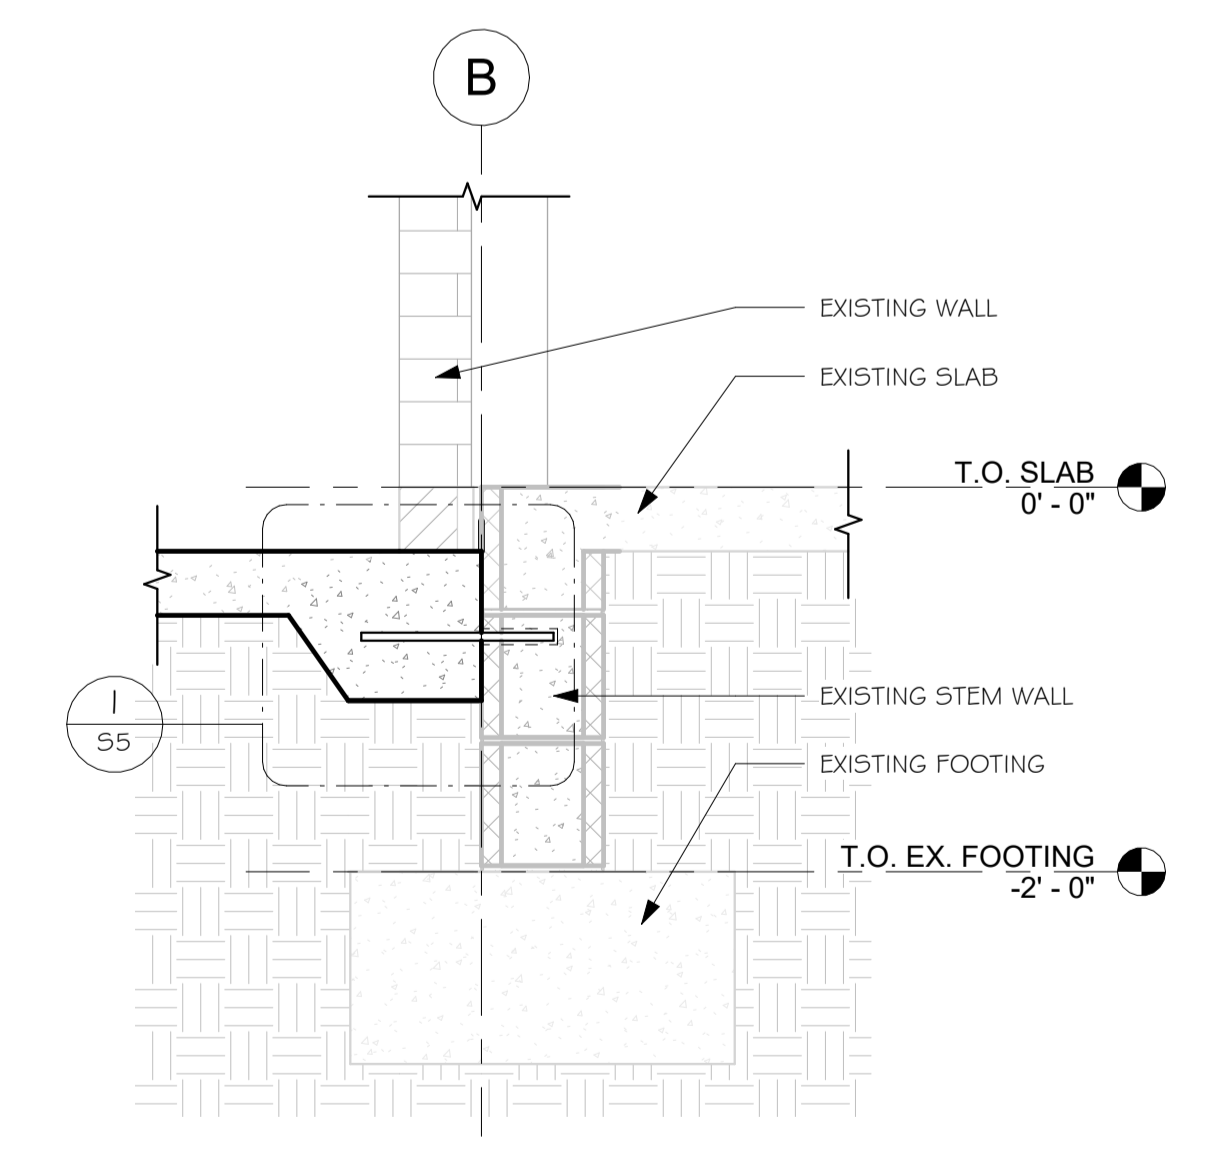 B
EXISTING WALL
EXISTING SLAB
T.O. SLAB
0' - 0"
1
S5
EXISTING STEM WALL
EXISTING FOOTING
T.O. EX. FOOTING
-2' - 0"